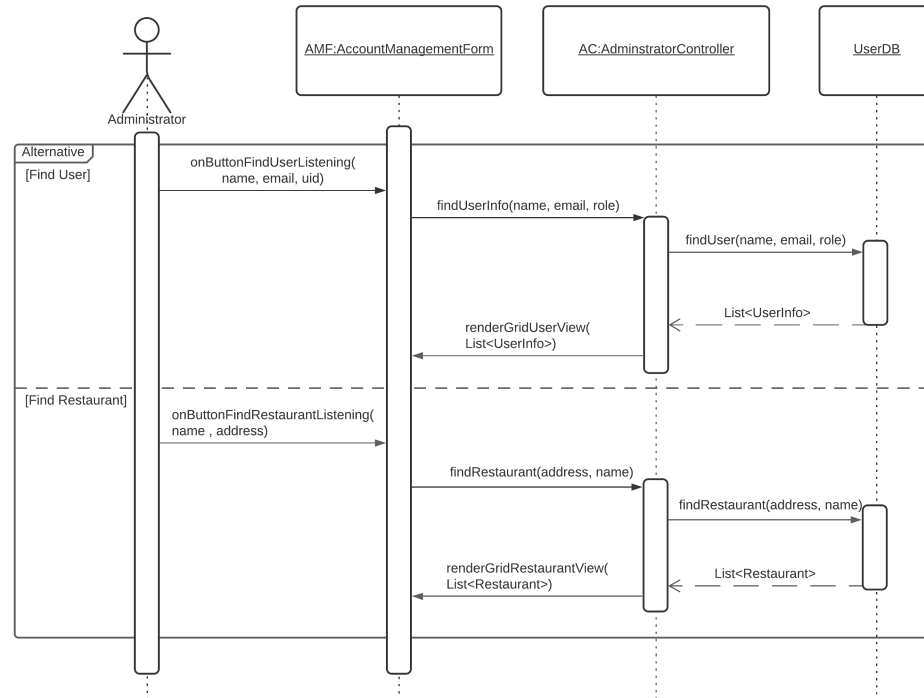 AMF:AccountManagementForm
AC:AdminstratorController
UserDB
Administrator
Alternative
[Find User]
onButtonFindUserListening(
name, email, uid)
findUserInfo(name, email, role)
findUser(name, email, role)
List<UserInfo>
renderGridUserView(
List<UserInfo>)
[Find Restaurant]
onButtonFindRestaurantListening(
name , address)
findRestaurant(address, name)
findRestaurant(address, name)
List<Restaurant>
renderGridRestaurantView(
List<Restaurant>)